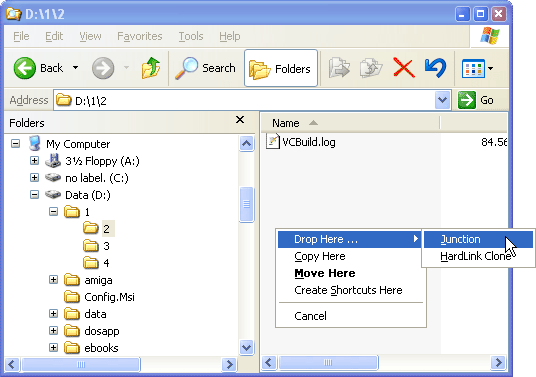 D:\1\2
File Edit View Favorites Tools Help
Back Search Folders
Address D:\1\2 Go
Folders
Name
My Computer
3½ Floppy (A:)
no label. (C:)
Data (D:)
1
2
3
4
amiga
Config.Msi
data
dosapp
ebooks
VCBuild.log 84.56
Drop Here ...
Copy Here
Move Here
Create Shortcuts Here
Cancel
Junction
HardLink Clone